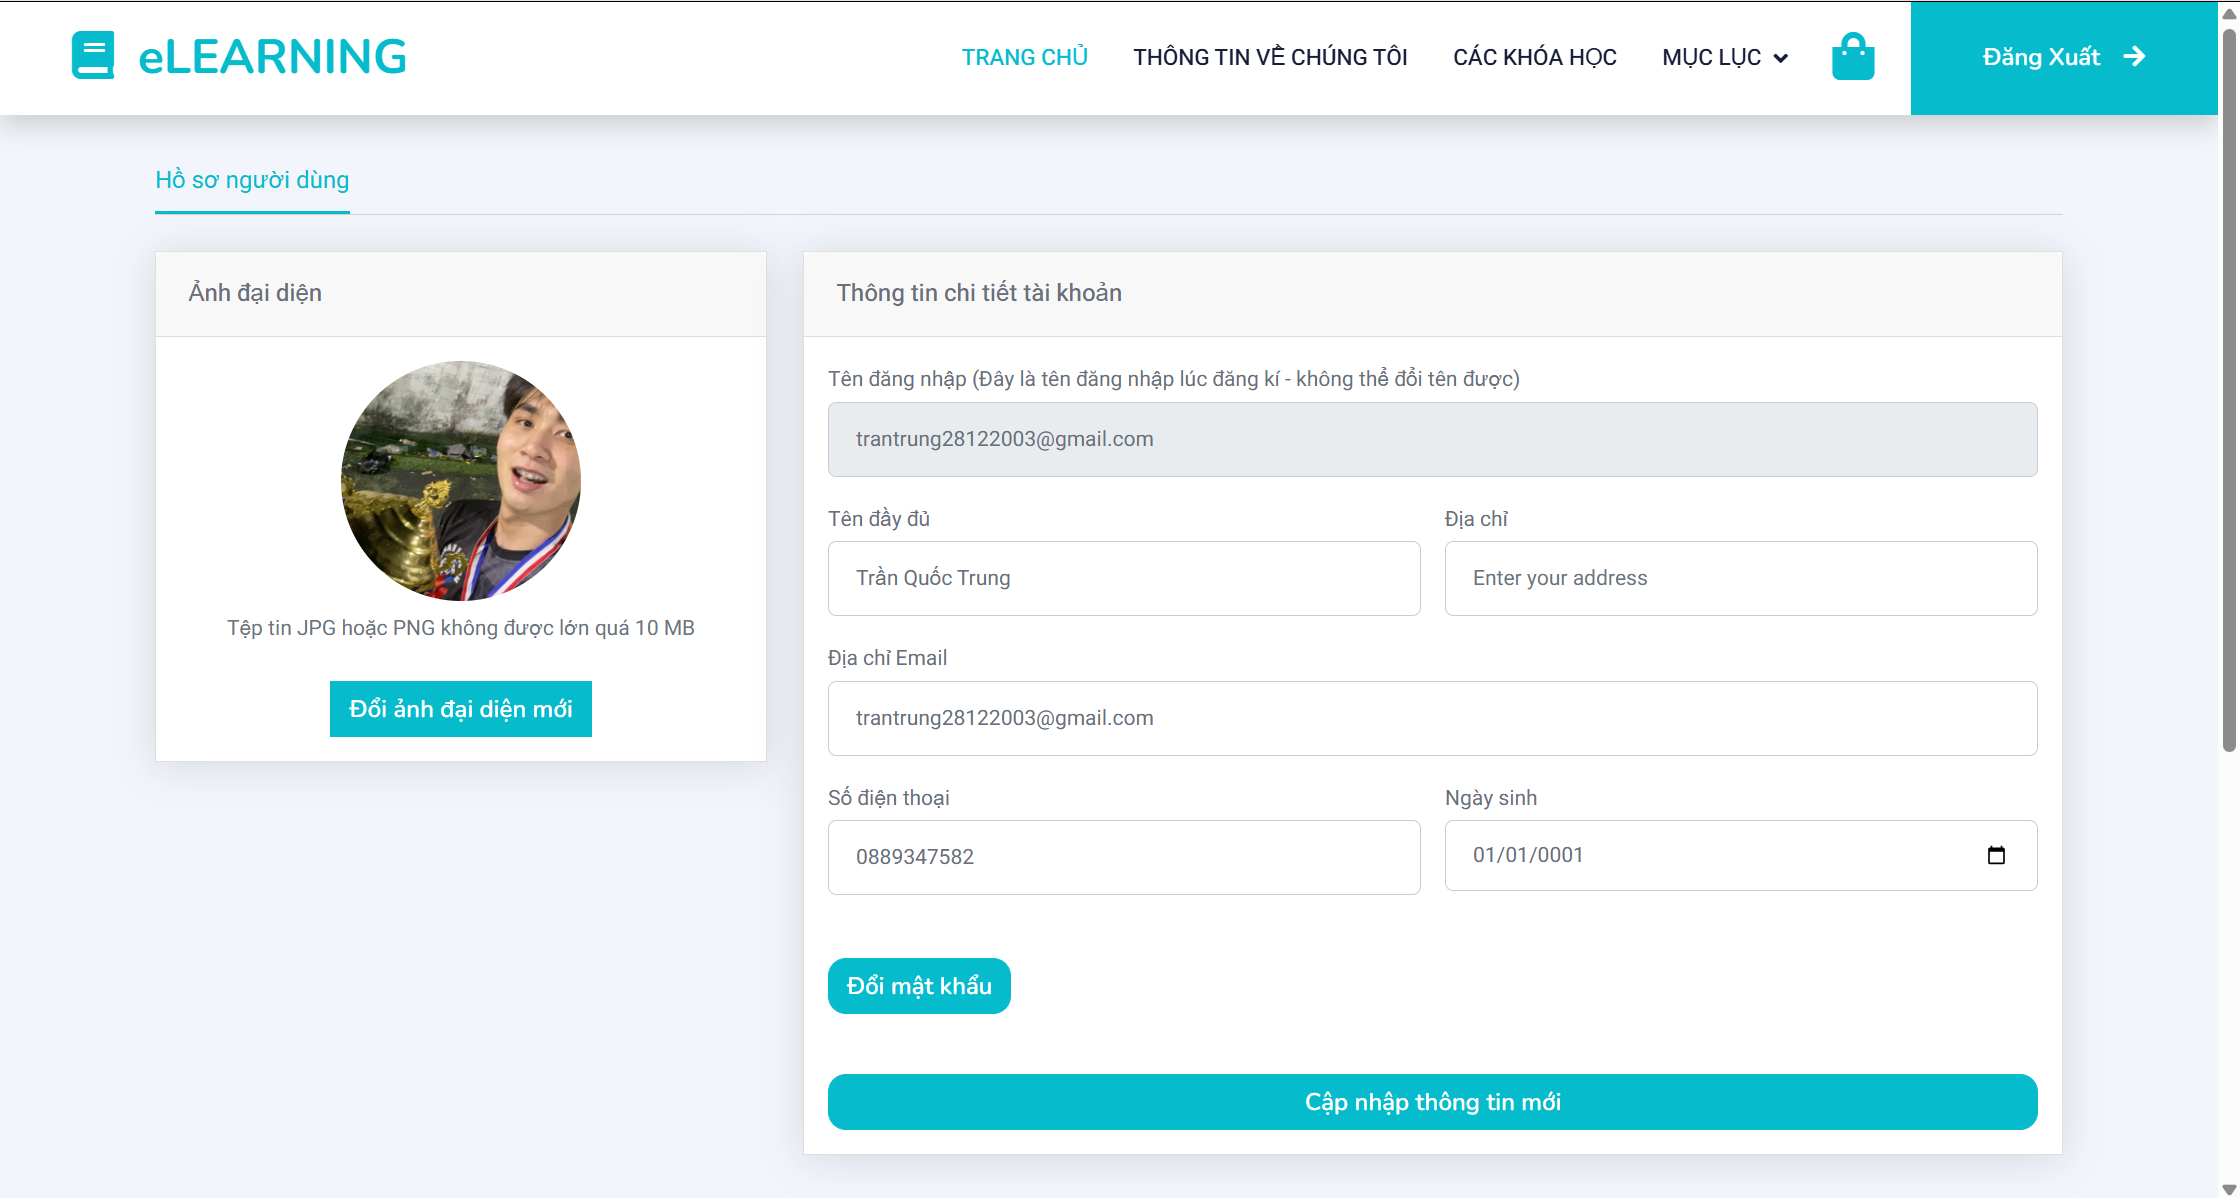 eLEARNING
TRANG CHỦ THÔNG TIN VỀ CHÚNG TÔI CÁC KHÓA HỌC MỤC LỤC Đăng Xuất
Hồ sơ người dùng
Ảnh đại diện
Tệp tin JPG hoặc PNG không được lớn quá 10 MB
Đổi ảnh đại diện mới
Thông tin chi tiết tài khoản
Tên đăng nhập (Đây là tên đăng nhập lúc đăng kí - không thể đổi tên được)
trantrung28122003@gmail.com
Tên đầy đủ
Trần Quốc Trung
Địa chỉ
Enter your address
Địa chỉ Email
trantrung28122003@gmail.com
Số điện thoại
0889347582
Ngày sinh
01/01/0001
Đổi mật khẩu
Cập nhập thông tin mới